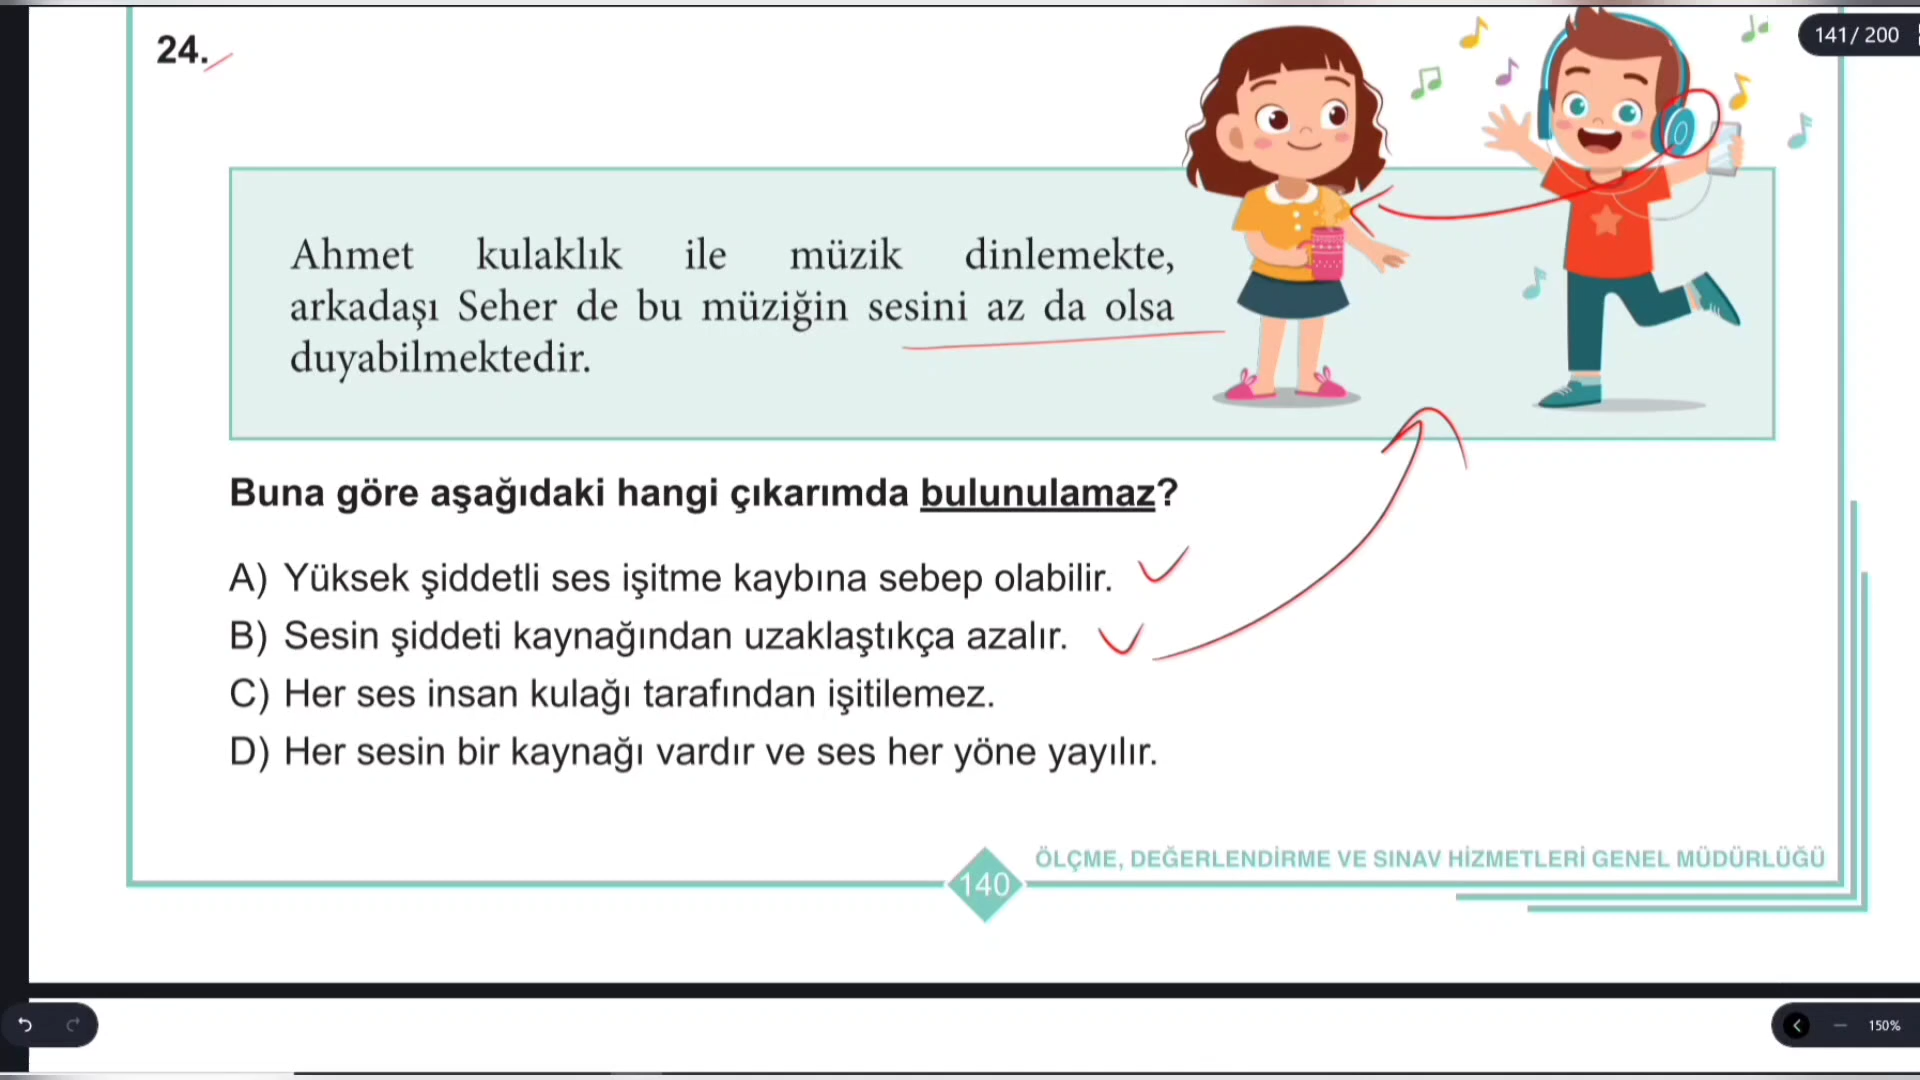 141 / 200
24.
Ahmet kulaklık ile müzik dinlemekte,
arkadaşı Seher de bu müziğin sesini az da olsa
duyabilmektedir.
Buna göre aşağıdaki hangi çıkarımda bulunulamaz?
A) Yüksek şiddetli ses işitme kaybına sebep olabilir.
B) Sesin şiddeti kaynağından uzaklaştıkça azalır.
C) Her ses insan kulağı tarafından işitilemez.
D) Her sesin bir kaynağı vardır ve ses her yöne yayılır.
ÖLÇME, DEĞERLENDİRME VE SINAV HİZMETLERİ GENEL MÜDÜRLÜĞÜ
140
150%